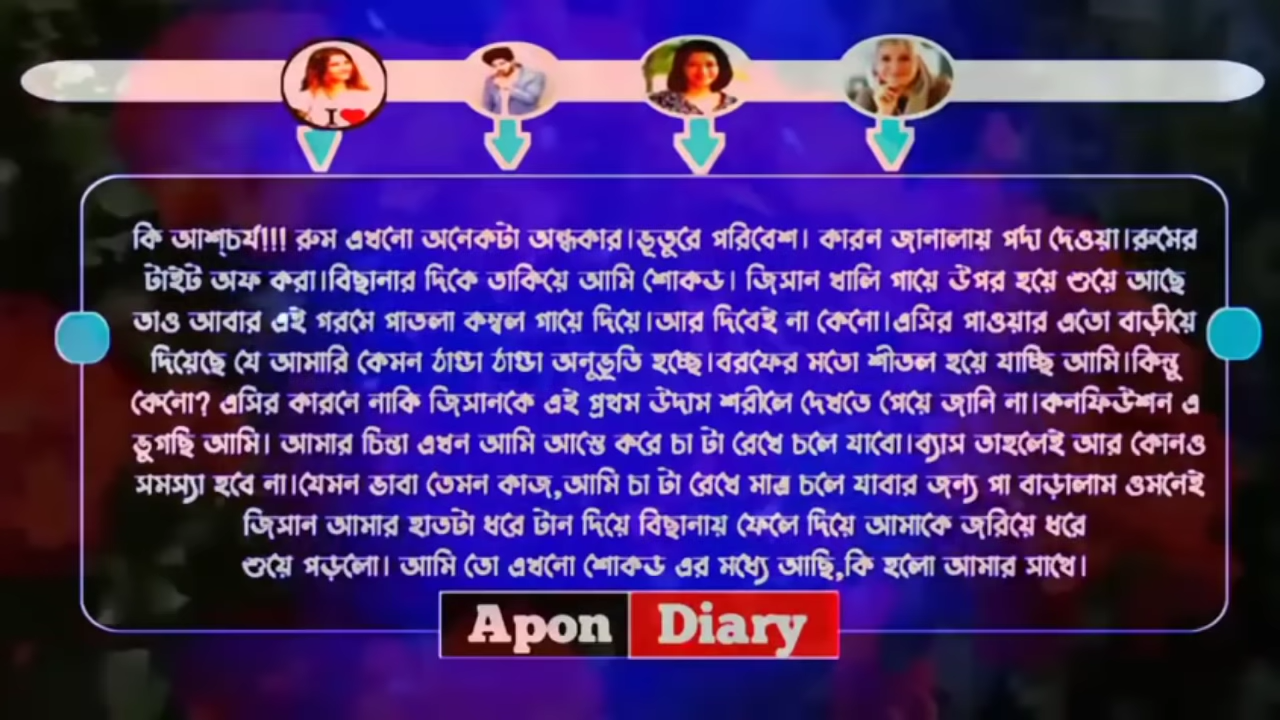 I ❤
কি আশ্চর্য!!! রুম এখনো অনেকটা অন্ধকার।ভূতুরে পরিবেশ। কারন জানালায় পর্দা দেওয়া।রুমের
টাইট অফ করা।বিছানার দিকে তাকিয়ে আমি শোকড। জিসান খালি গায়ে উপর হয়ে শুয়ে আছে
তাও আবার এই গরমে পাতলা কম্বল গায়ে দিয়ে।আর দিবেই না কেনো।এসির পাওয়ার এতো বাড়ীয়ে
দিয়েছে যে আমারি কেমন ঠাণ্ডা ঠাণ্ডা অনুভূতি হচ্ছে।বরফের মতো শীতল হয়ে যাচ্ছি আমি।কিন্তু
কেনো? এসির কারনে নাকি জিসানকে এই প্রথম উদাম শরীলে দেখতে পেয়ে জানি না।কনফিউশন এ
ভুগছি আমি। আমার চিন্তা এখন আমি আস্তে করে চা টা রেখে চলে যাবো।ব্যাস তাহলেই আর কোনও
সমস্যা হবে না।যেমন ভাবা তেমন কাজ,আমি চা টা রেখে মাত্র চলে যাবার জন্য পা বাড়ালাম ওমনেই
জিসান আমার হাতটা ধরে টান দিয়ে বিছানায় ফেলে দিয়ে আমাকে জরিয়ে ধরে
শুয়ে পড়লো। আমি তো এখনো শোকড এর মধ্যে আছি,কি হলো আমার সাথে।
Apon Diary